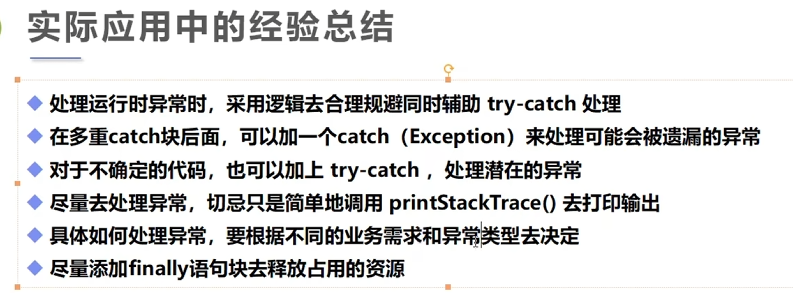 实际应用中的经验总结
处理运行时异常时，采用逻辑去合理规避同时辅助 try-catch 处理
在多重catch块后面，可以加一个catch（Exception）来处理可能会被遗漏的异常
对于不确定的代码，也可以加上 try-catch ，处理潜在的异常
尽量去处理异常，切忌只是简单地调用 printStackTrace() 去打印输出
具体如何处理异常，要根据不同的业务需求和异常类型去决定
尽量添加finally语句块去释放占用的资源